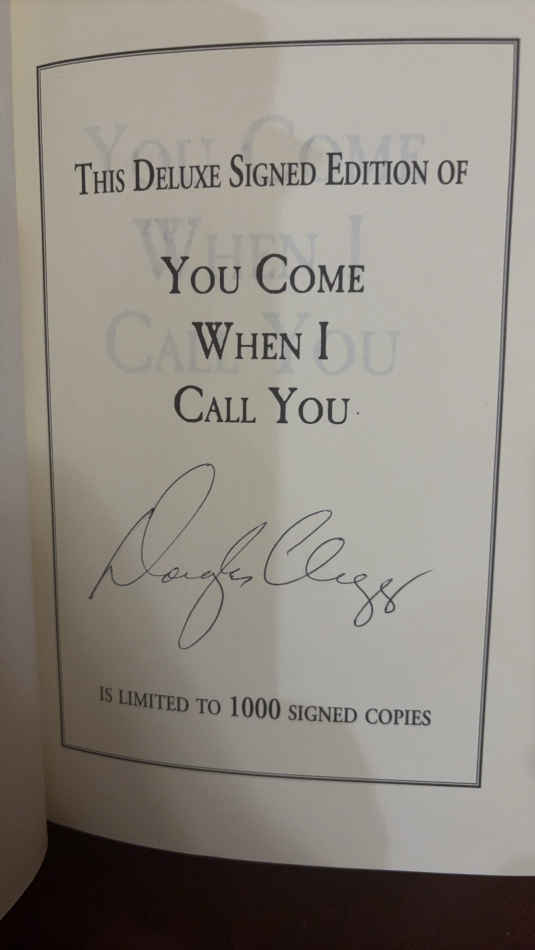 This Deluxe Signed Edition of
You Come
When I
Call You
Douglas Clegg
is limited to 1000 signed copies